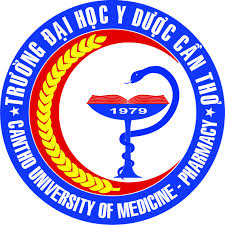 TRƯỜNG ĐẠI HỌC Y DƯỢC CẦN THƠ
1979
CANTHO UNIVERSITY OF MEDICINE - PHARMACY